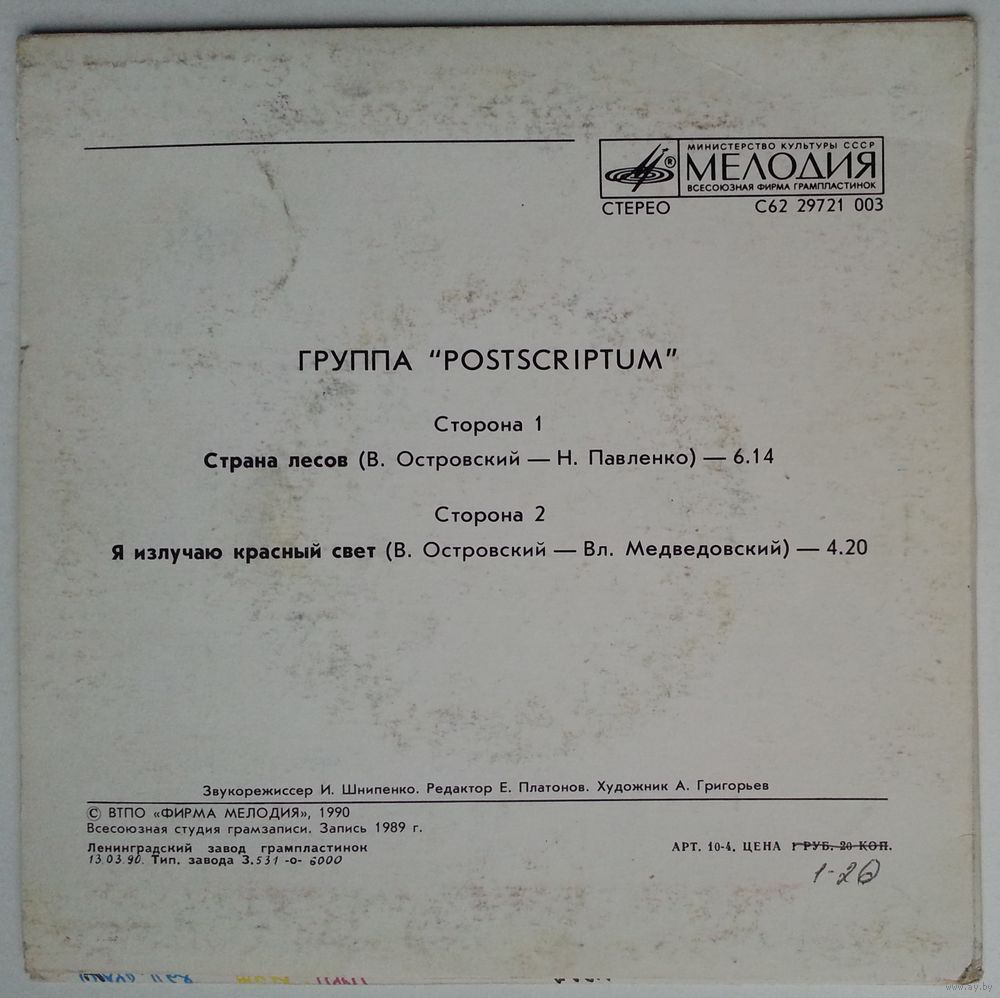 МИНИСТЕРСТВО КУЛЬТУРЫ СССР
® МЕЛОДИЯ
ВСЕСОЮЗНАЯ ФИРМА ГРАМПЛАСТИНОК
СТЕРЕО С62 29721 003
ГРУППА "POSTSCRIPTUM"
Сторона 1
Страна лесов (В. Островский — Н. Павленко) — 6.14
Сторона 2
Я излучаю красный свет (В. Островский — Вл. Медведовский) — 4.20
Звукорежиссер И. Шнипенко. Редактор Е. Платонов. Художник А. Григорьев
© ВТПО «ФИРМА МЕЛОДИЯ», 1990
Всесоюзная студия грамзаписи. Запись 1989 г.
Ленинградский завод грампластинок
13.03.90. Тип. завода З.531 -о- 6000
АРТ. 10-4. ЦЕНА 1 РУБ. 20 КОП.
1-20
www.ay.by